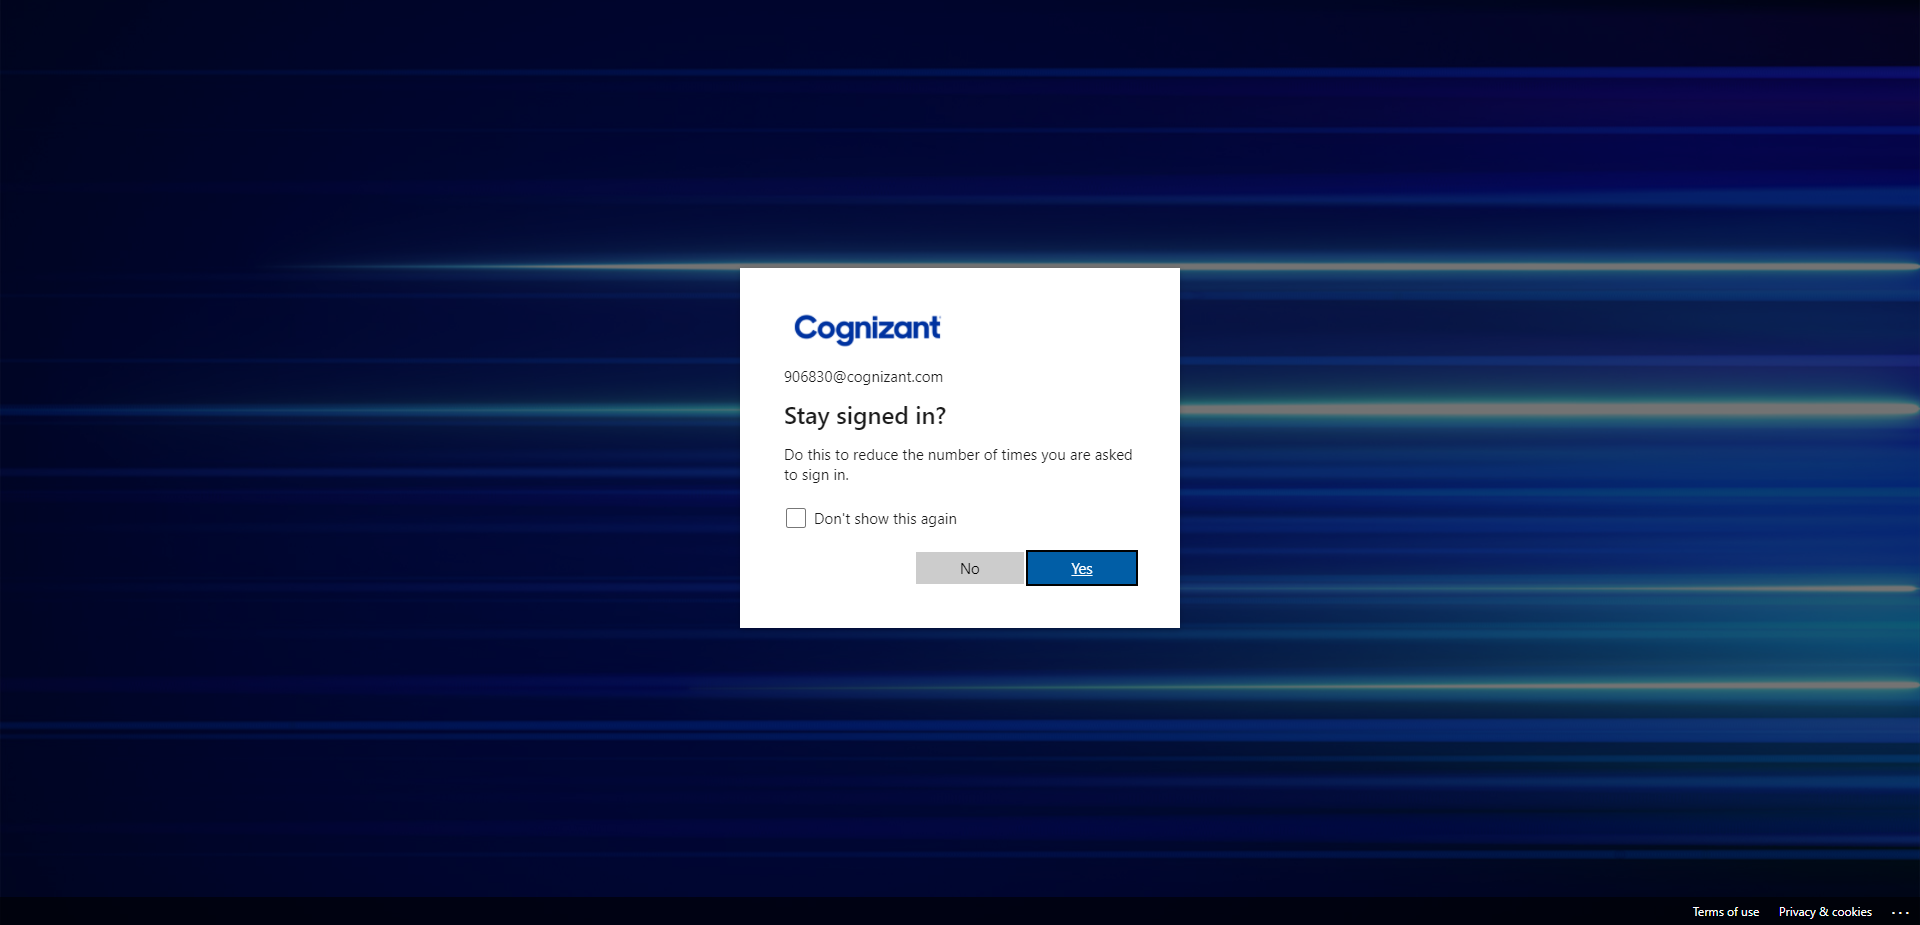 Cognizant
906830@cognizant.com
Stay signed in?
Do this to reduce the number of times you are asked
to sign in.
Don't show this again
No
Yes
Terms of use
Privacy & cookies
...